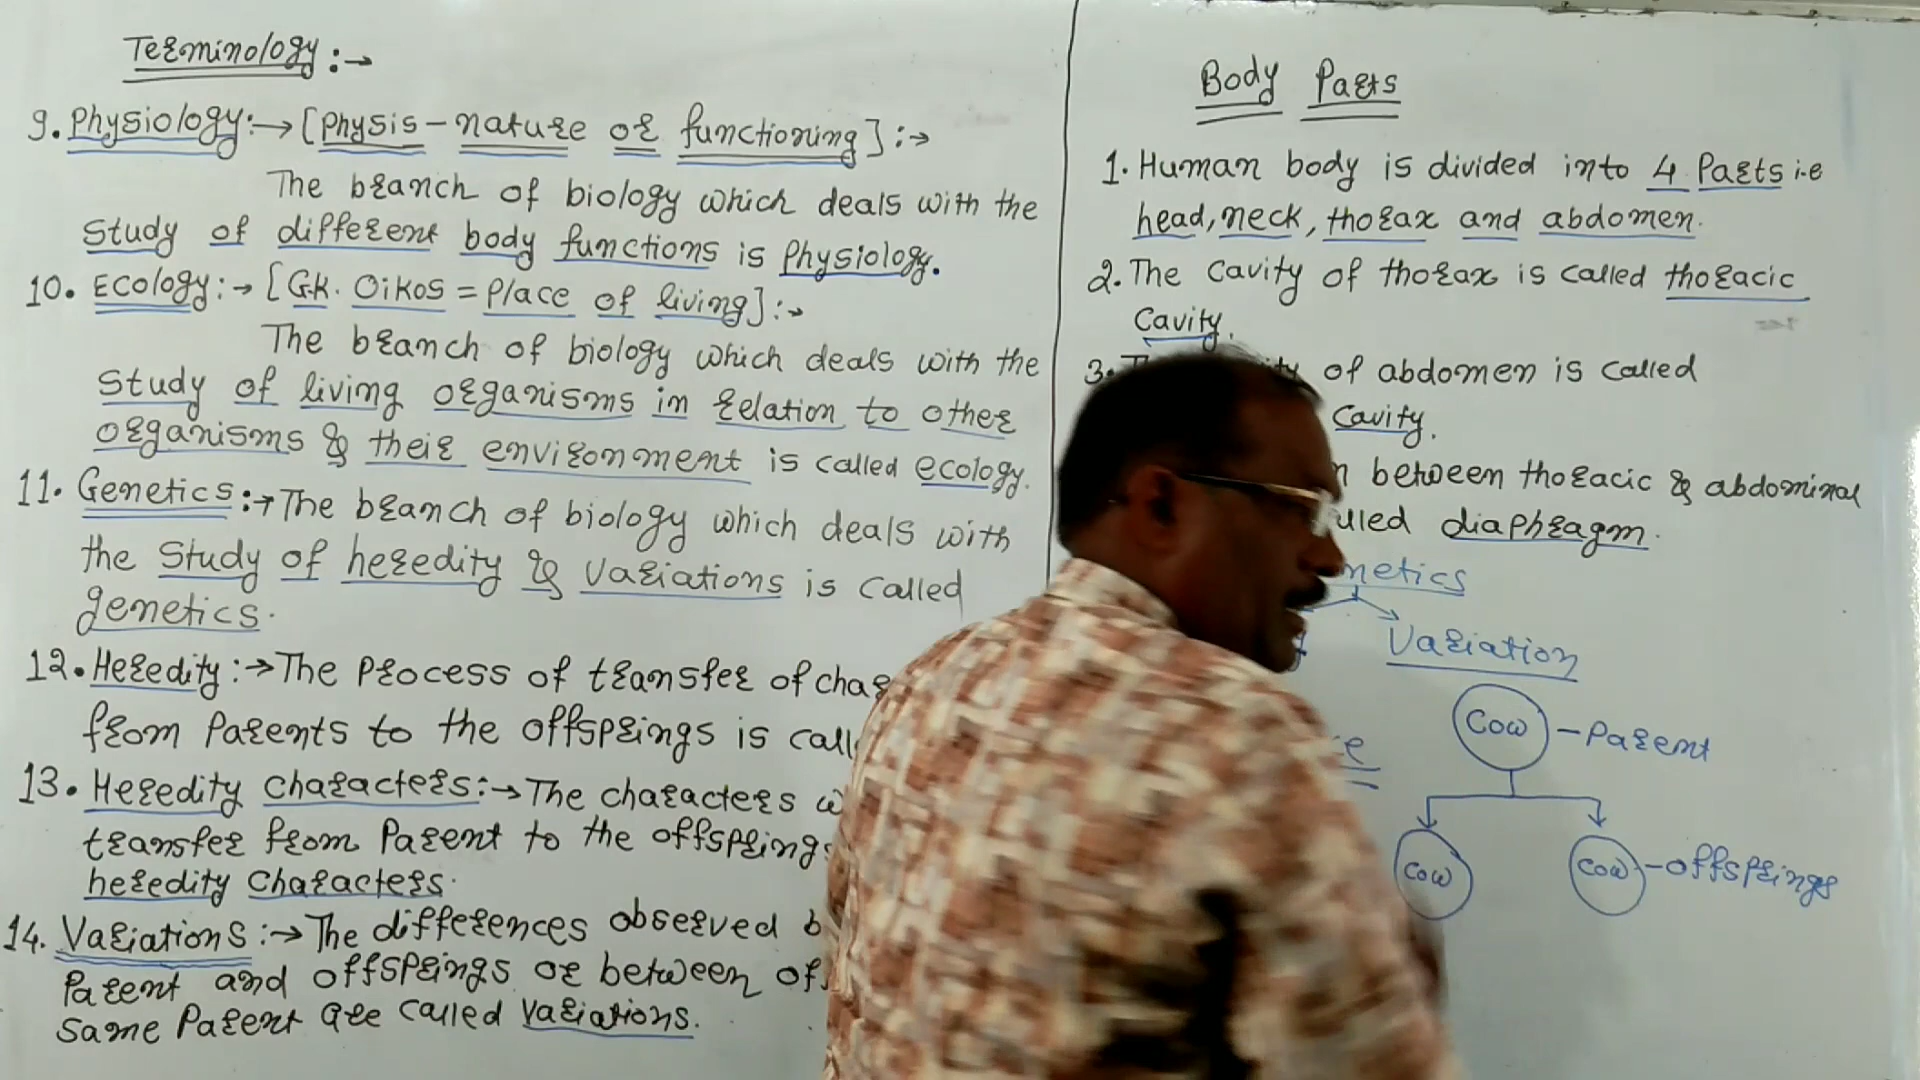 Terminology :→
9. Physiology :→ [Physis - nature or functioning] :→
The branch of biology which deals with the
study of different body functions is Physiology.
10. Ecology :→ [Gk. Oikos = Place of living] :→
The branch of biology which deals with the
study of living organisms in relation to other
organisms & their environment is called ecology.
11. Genetics :→ The branch of biology which deals with
the study of heredity & variations is called
genetics.
12. Heredity :→ The Process of transfer of
from Parents to the offsprings is
13. Heredity characters :→ The characters
transfer from Parent to the offsprings
heredity characters.
14. Variations :→ The differences observed
Parent and offsprings or between
same Parent are called variations.
Body Parts
1. Human body is divided into 4 Parts i.e
head, neck, thorax and abdomen.
2. The cavity of thorax is called thoracic
cavity.
3. of abdomen is called
cavity.
between thoracic & abdominal
diaphragm.
Variation
Cow - Parent
Cow Cow - offsprings